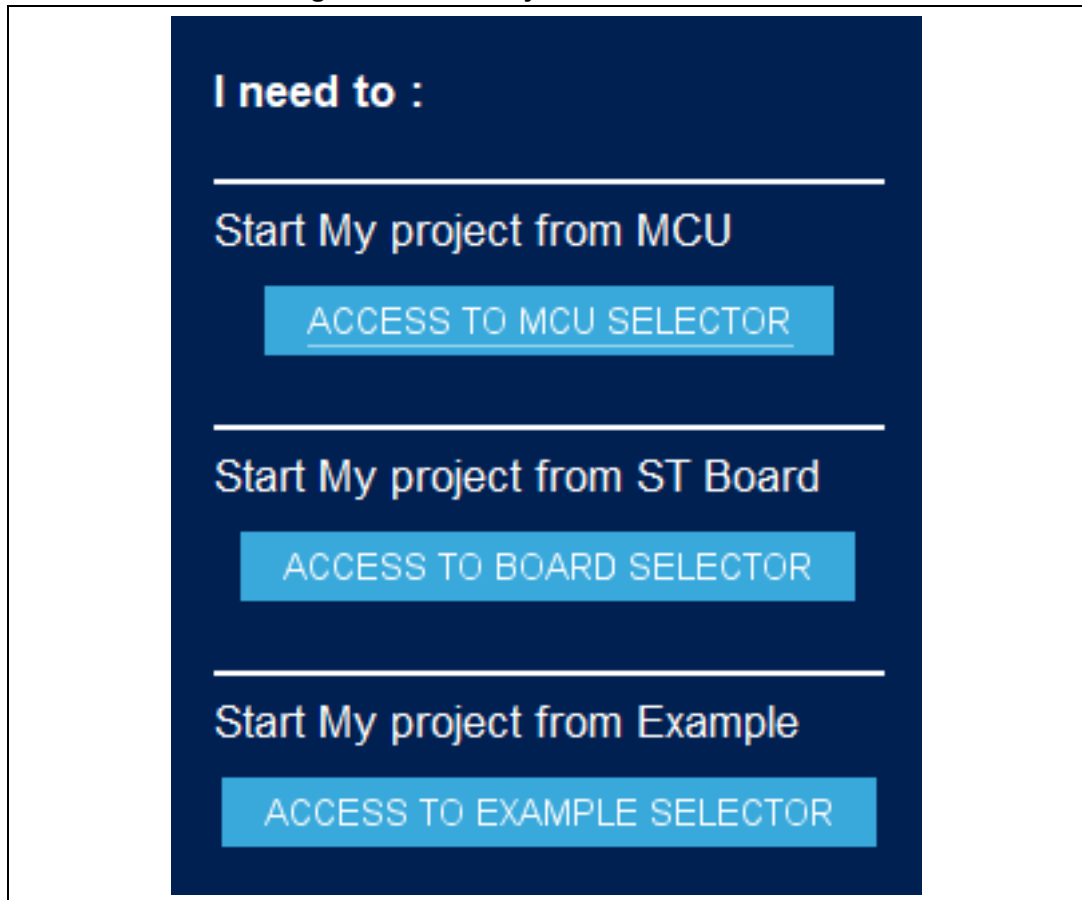 I need to :
Start My project from MCU
ACCESS TO MCU SELECTOR
Start My project from ST Board
ACCESS TO BOARD SELECTOR
Start My project from Example
ACCESS TO EXAMPLE SELECTOR